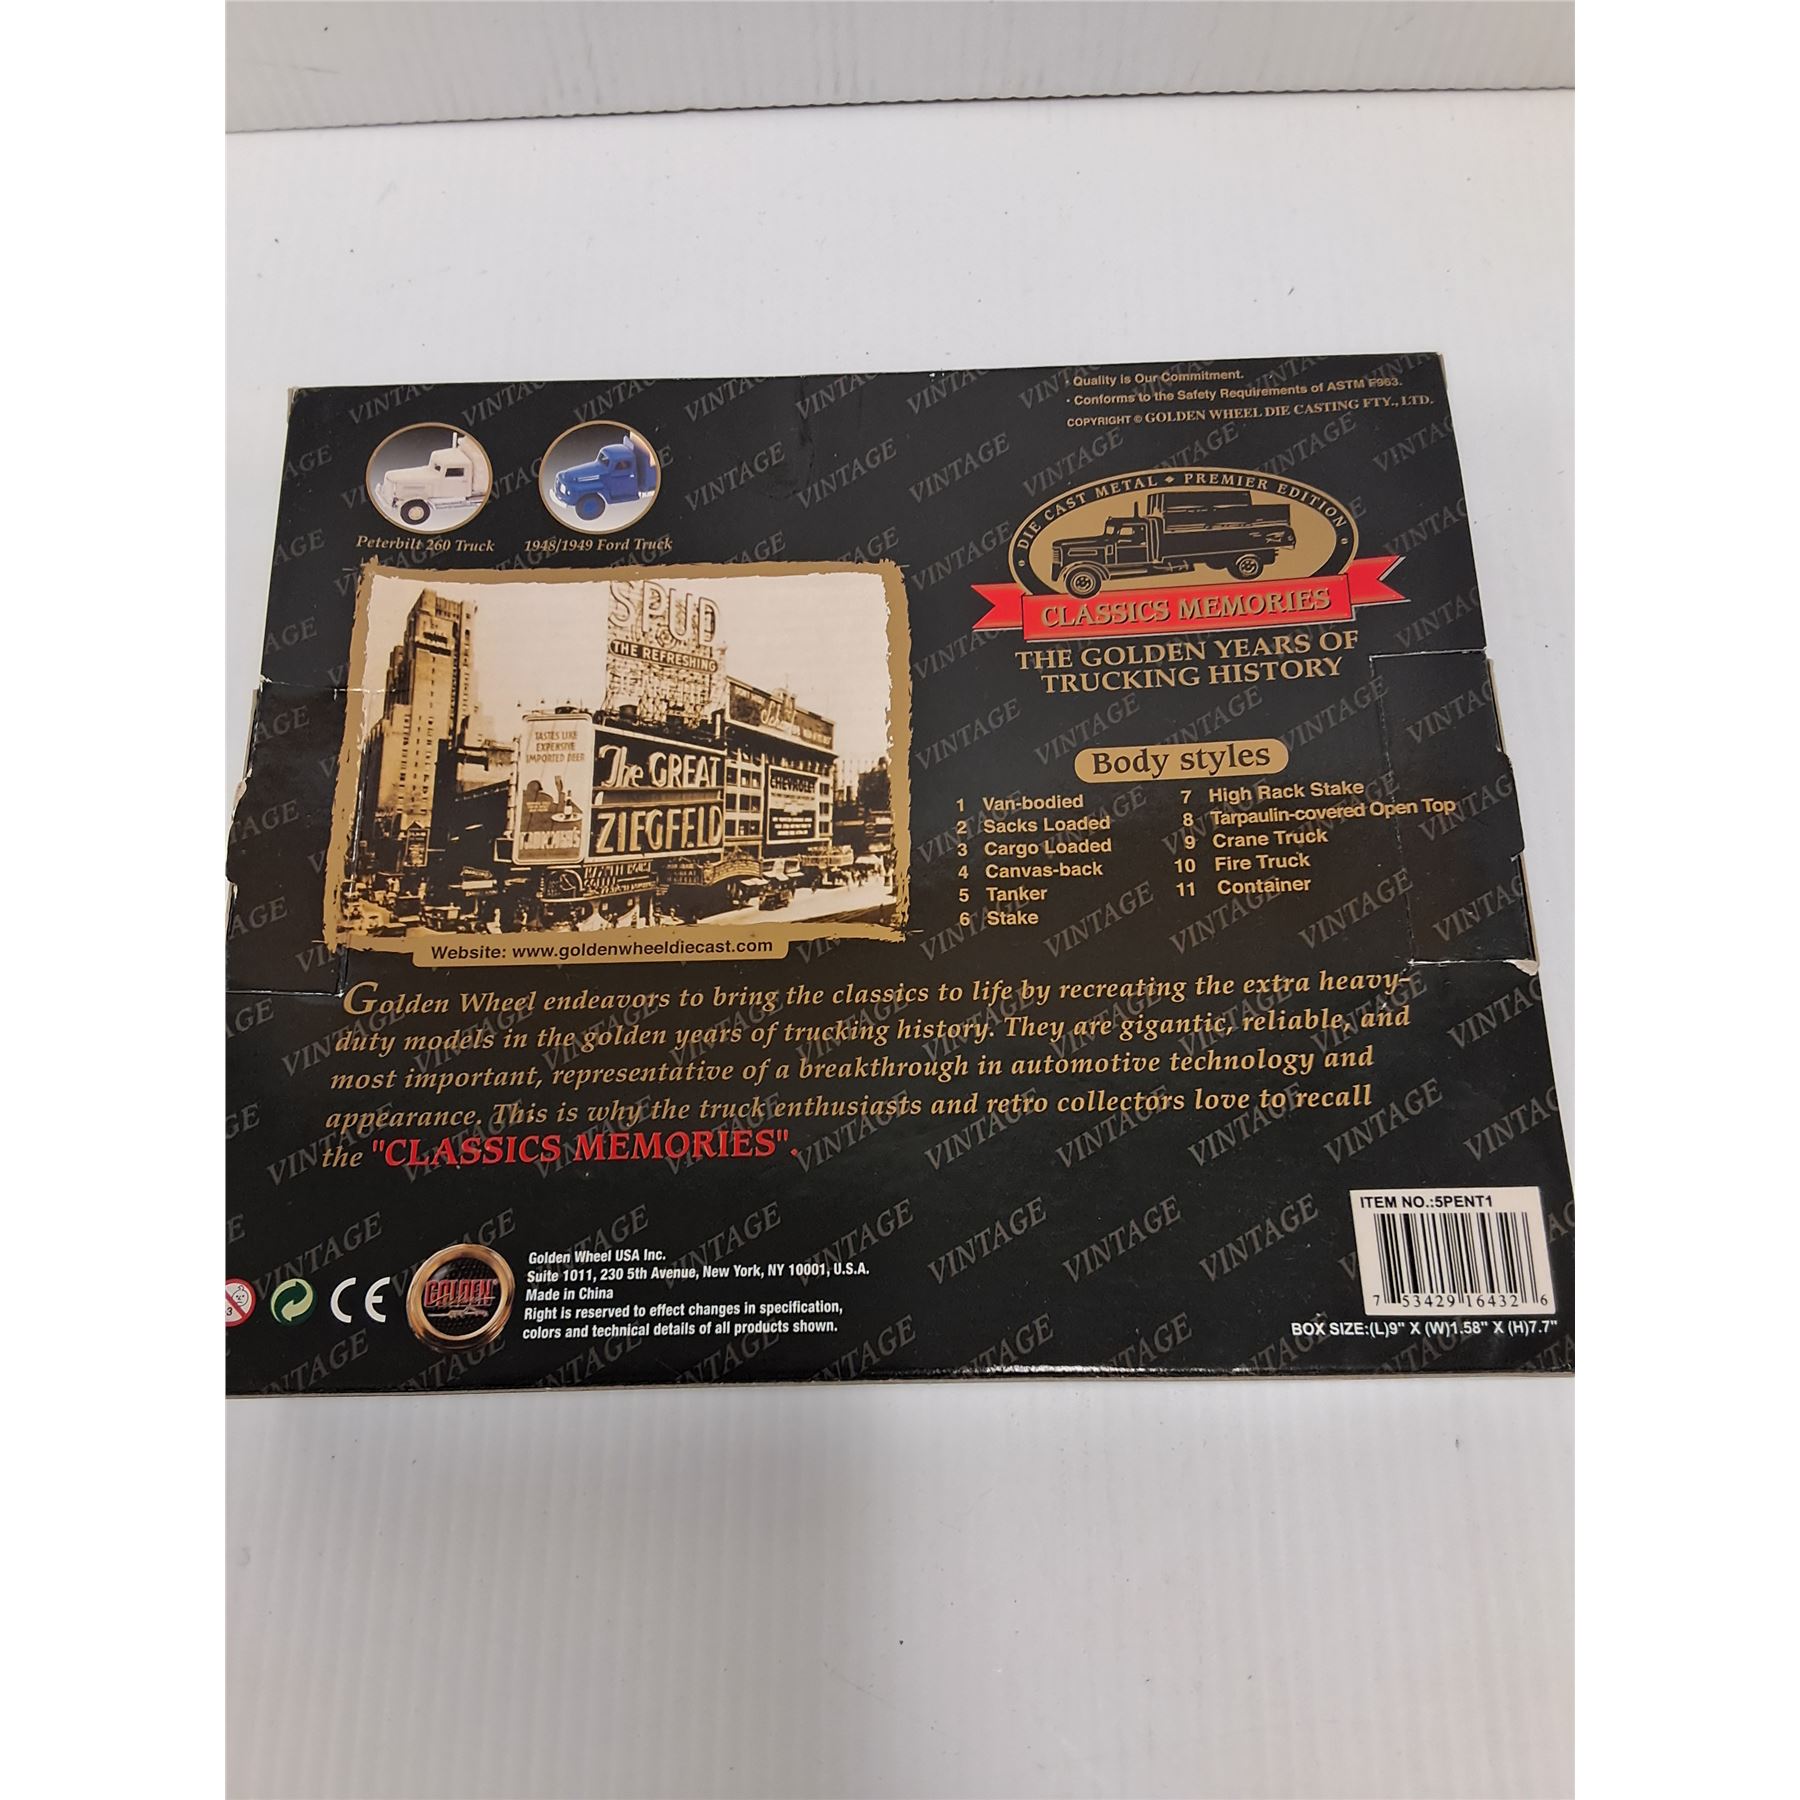 · Quality is Our Commitment.
· Conforms to the Safety Requirements of ASTM F963.
COPYRIGHT © GOLDEN WHEEL DIE CASTING FTY., LTD.
Peterbilt 260 Truck
1948/1949 Ford Truck
DIE CAST METAL ◆ PREMIER EDITION
CLASSICS MEMORIES
THE GOLDEN YEARS OF
TRUCKING HISTORY
SPUD
THE REFRESHING
TASTES LIKE
EXPENSIVE
IMPORTED BEER
The GREAT
ZIEGFELD
CHEVROLET
Website: www.goldenwheeldiecast.com
Body styles
1 Van-bodied
2 Sacks Loaded
3 Cargo Loaded
4 Canvas-back
5 Tanker
6 Stake
7 High Rack Stake
8 Tarpaulin-covered Open Top
9 Crane Truck
10 Fire Truck
11 Container
Golden Wheel endeavors to bring the classics to life by recreating the extra heavy-
duty models in the golden years of trucking history. They are gigantic, reliable, and
most important, representative of a breakthrough in automotive technology and
appearance. This is why the truck enthusiasts and retro collectors love to recall
the "CLASSICS MEMORIES".
ITEM NO.:5PENT1
7 53429 16432 6
BOX SIZE:(L)9" X (W)1.58" X (H)7.7"
CE
GOLDEN
Golden Wheel USA Inc.
Suite 1011, 230 5th Avenue, New York, NY 10001, U.S.A.
Made in China
Right is reserved to effect changes in specification,
colors and technical details of all products shown.
VINTAGE